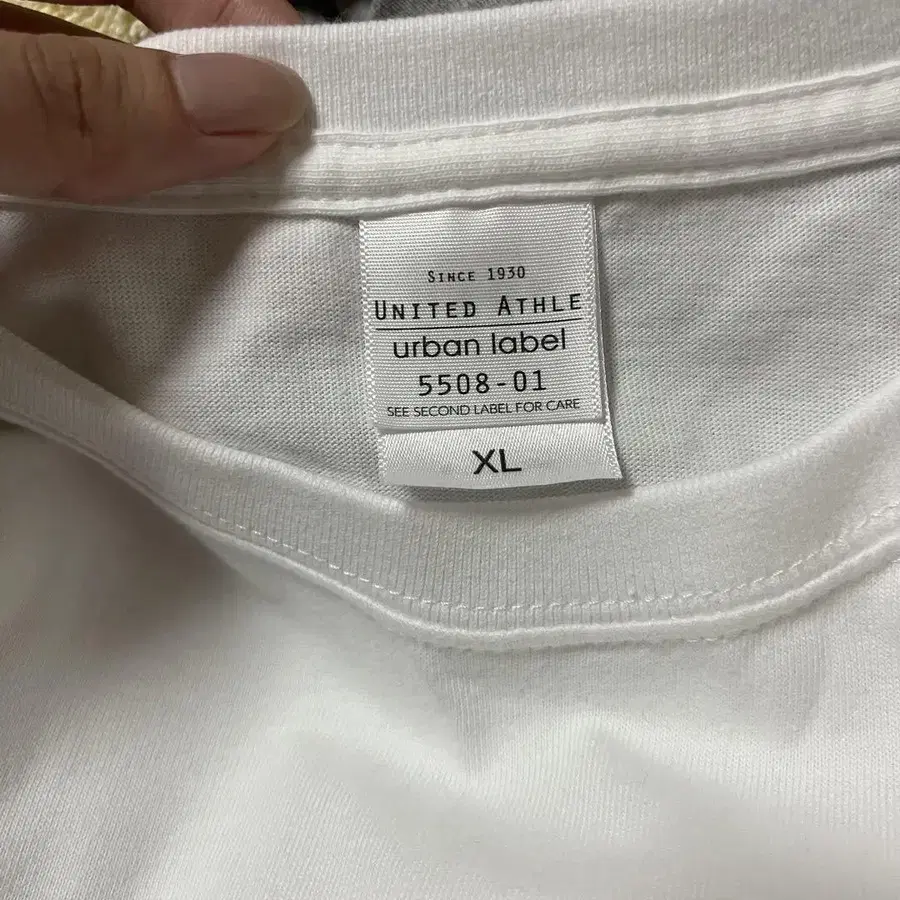 SINCE 1930
UNITED ATHLE
urban label
5508-01
SEE SECOND LABEL FOR CARE
XL